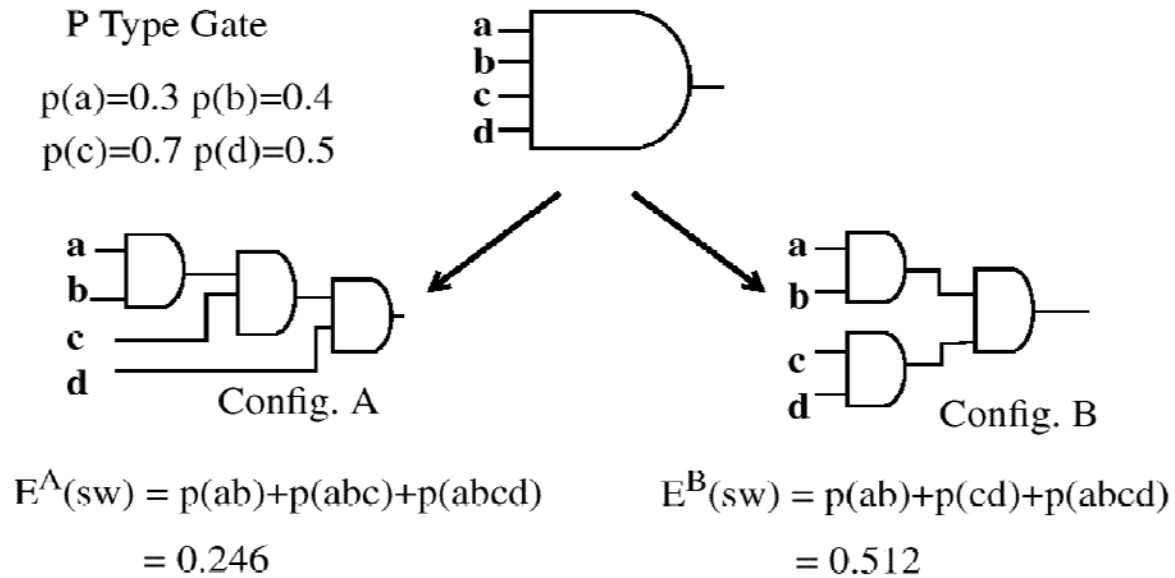 P Type Gate
p(a)=0.3 p(b)=0.4
p(c)=0.7 p(d)=0.5
a
b
c
d
a
b
c
d
Config. A
a
b
c
d
Config. B
E^A(sw) = p(ab)+p(abc)+p(abcd)
= 0.246
E^B(sw) = p(ab)+p(cd)+p(abcd)
= 0.512